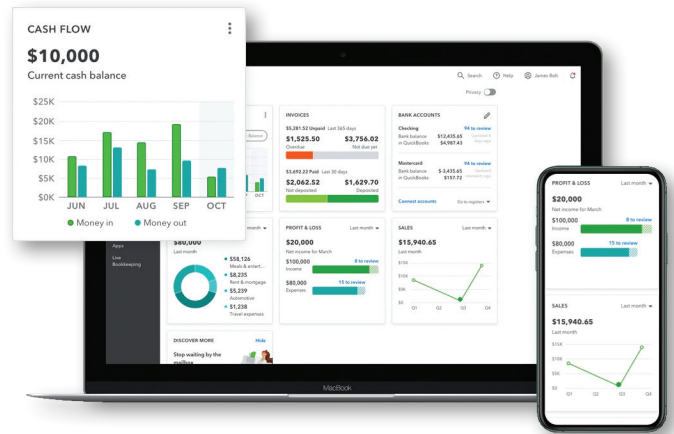 CASH FLOW
$10,000
Current cash balance
$25K
$20K
$15K
$10K
$5K
$0K
JUN JUL AUG SEP OCT
Money in Money out
Search Help James Bolt
Privacy
Balance
OCT
INVOICES
$5,281.52 Unpaid Last 365 days
$1,525.50 $3,756.02
Overdue Not due yet
$3,692.22 Paid Last 30 days
$2,062.52 $1,629.70
Not deposited Deposited
BANK ACCOUNTS
Checking 94 to review
Bank balance $12,435.65
in QuickBooks $4,987.43
Mastercard 94 to review
Bank balance $-3,435.65
in QuickBooks $157.72
Connect accounts Go to registers
Apps
Live
Bookkeeping
month
$80,000
Last month
$58,126
Meals & entert...
$8,235
Rent & mortgage
$5,239
Automotive
$1,238
Travel expenses
PROFIT & LOSS Last month
$20,000
Net income for March
$100,000 8 to review
Income
$80,000 15 to review
Expenses
SALES Last month
$15,940.65
Last month
$15K
$10K
$5K
$0
Q1 Q2 Q3 Q4
DISCOVER MORE Hide
Stop waiting by the
mailbox
MacBook
PROFIT & LOSS Last month
$20,000
Net income for March
$100,000 8 to review
Income
$80,000 15 to review
Expenses
SALES Last month
$15,940.65
Last month
$15K
$10K
$0
Q1 Q2 Q3 Q4